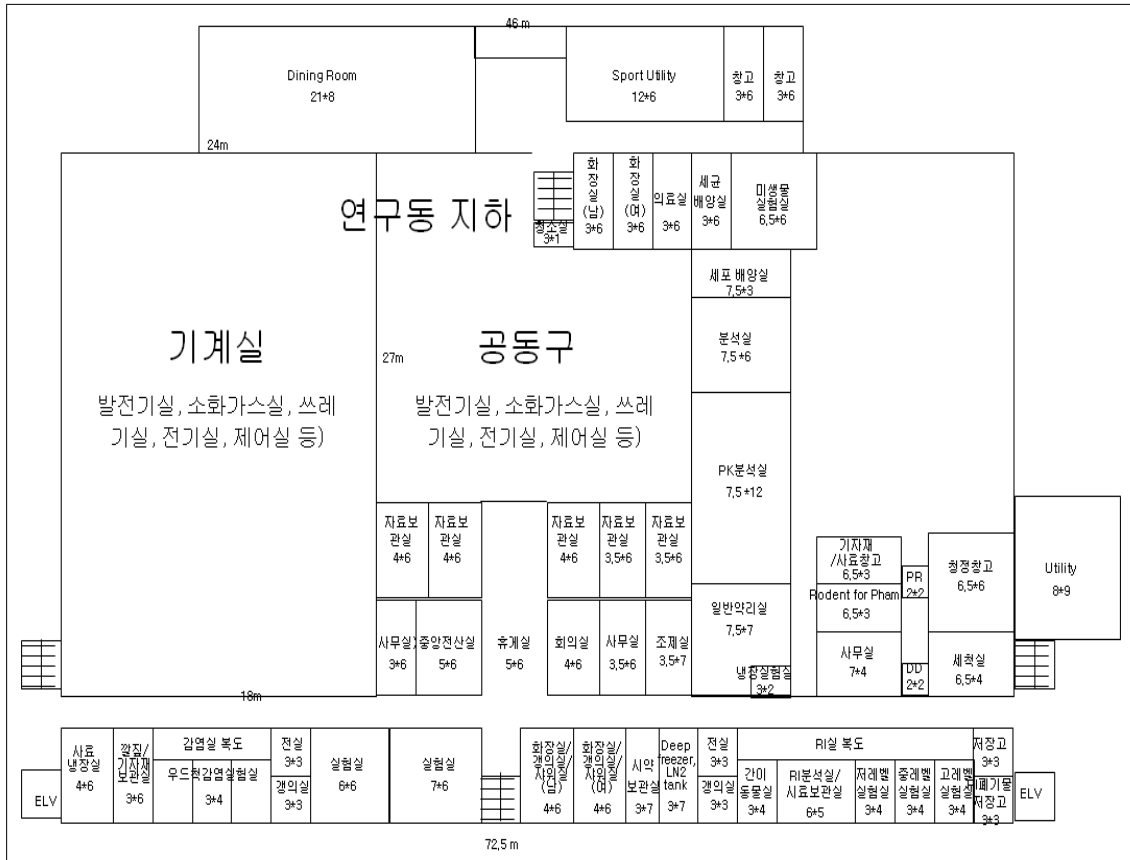 46 m
Dining Room
21*8
Sport Utility
12*6
창고
3*6
창고
3*6
24m
연구동 지하
청소실
3*1
화
장
실
(남)
3*6
화
장
실
(여)
3*6
의료실
3*6
세균
배양실
3*6
미생물
실험실
6,5*6
세포 배양실
7,5*3
기계실
발전기실, 소화가스실, 쓰레
기실, 전기실, 제어실 등)
27m
공동구
발전기실, 소화가스실, 쓰레
기실, 전기실, 제어실 등)
분석실
7,5*6
PK분석실
7,5*12
자료보
관실
4*6
자료보
관실
4*6
자료보
관실
4*6
자료보
관실
3,5*6
자료보
관실
3,5*6
기자재
/사료창고
6,5*3
PR
2*2
청정창고
6,5*6
Utility
8*9
Rodent for Pham
6,5*3
사무실
3*6
중앙전산실
5*6
휴게실
5*6
회의실
4*6
사무실
3,5*6
조제실
3,5*7
일반약리실
7,5*7
냉장실험실
3*2
사무실
7*4
DD
2*2
세척실
6,5*4
18m
사료
냉장실
4*6
깔짚/
기자재
보관실
3*6
감염실 복도
3*4
전실
3*3
갱의실
3*3
실험실
6*6
실험실
7*6
화장실/
갱의실/
샤워실
(남)
4*6
화장실/
갱의실/
샤워실
(여)
4*6
시약
보관실
3*7
Deep
freezer,
LN2
tank
3*7
전실
3*3
갱의실
3*3
RI실 복도
간이
동물실
3*4
RI분석실/
시료보관실
6*5
저레벨
실험실
3*4
중레벨
실험실
3*4
고레벨
실험실
3*4
저장고
3*3
폐기물
저장고
3*3
ELV
ELV
72,5 m